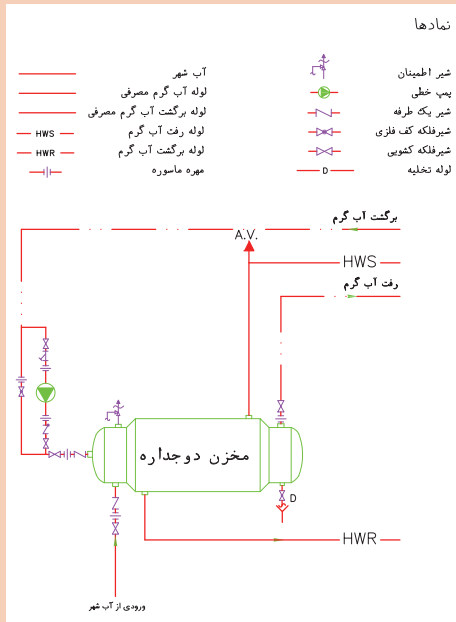 نمادها
شیر اطمینان
پمپ خطی
شیر یک طرفه
شیرفلکه کف فلزی
شیرفلکه کشویی
لوله تخلیه
D
آب شهر
لوله آب گرم مصرفی
لوله برگشت آب گرم مصرفی
لوله رفت آب گرم
HWS
لوله برگشت آب گرم
HWR
مهره ماسوره
برگشت آب گرم
A.V.
HWS
رفت آب گرم
مخزن دوجداره
D
HWR
ورودی از آب شهر